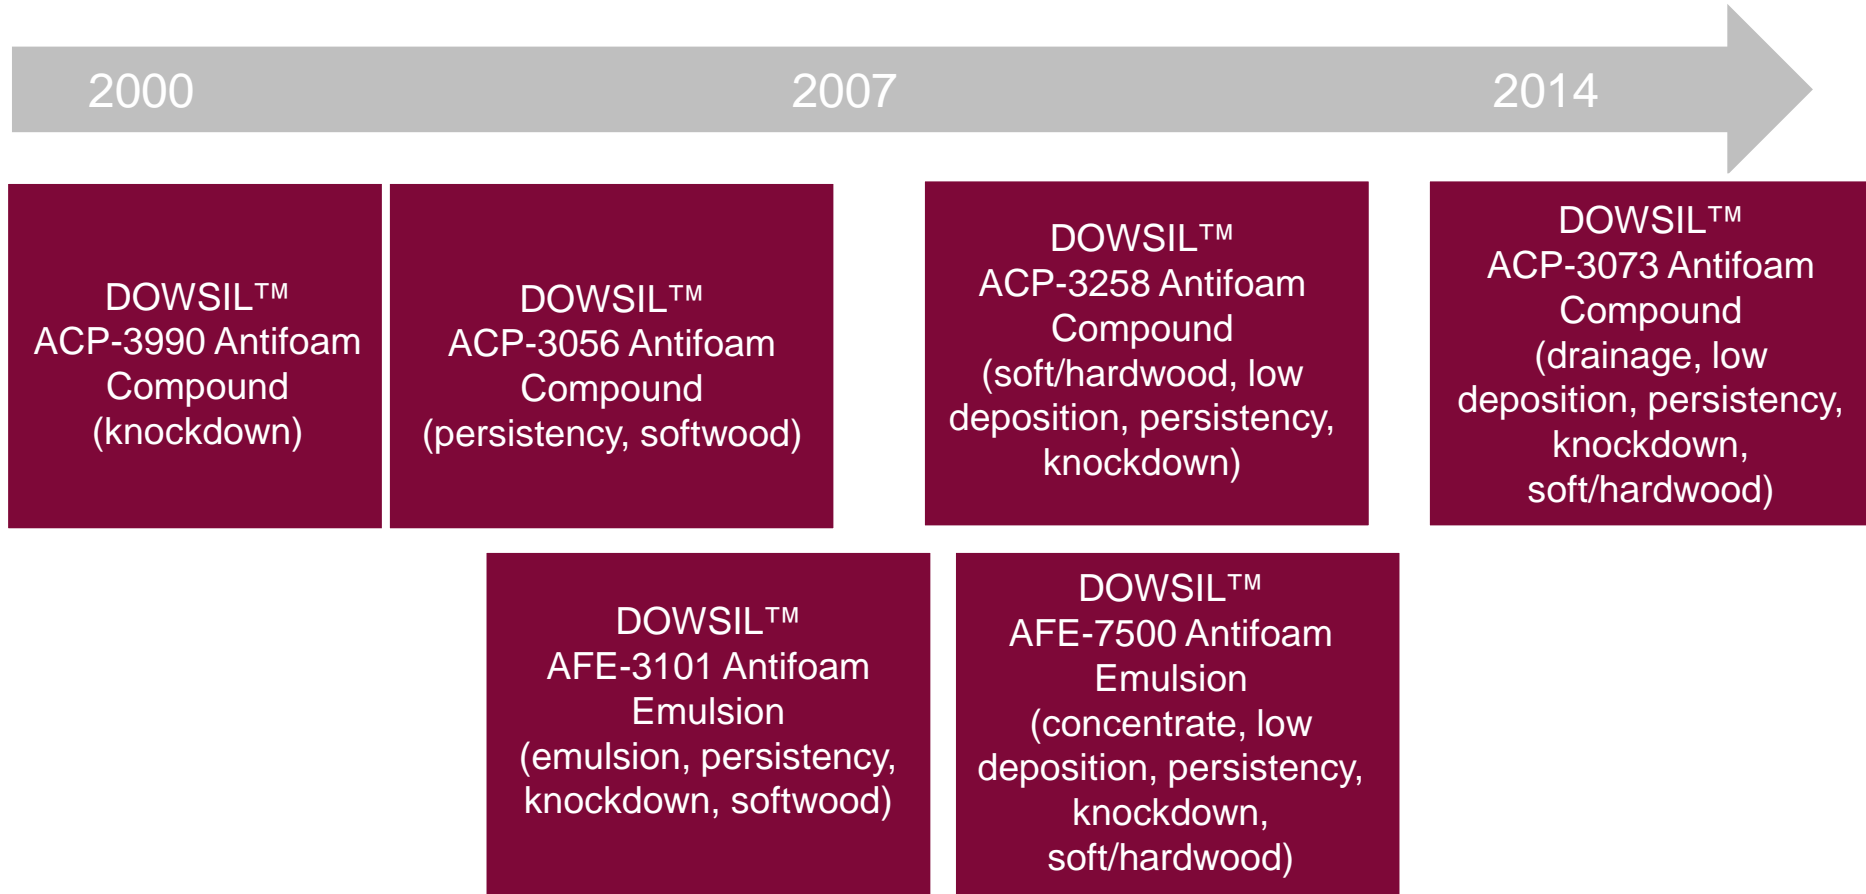 2000
2007
2014
DOWSIL™
ACP-3990 Antifoam
Compound
(knockdown)
DOWSIL™
ACP-3056 Antifoam
Compound
(persistency, softwood)
DOWSIL™
ACP-3258 Antifoam
Compound
(soft/hardwood, low
deposition, persistency,
knockdown)
DOWSIL™
ACP-3073 Antifoam
Compound
(drainage, low
deposition, persistency,
knockdown,
soft/hardwood)
DOWSIL™
AFE-3101 Antifoam
Emulsion
(emulsion, persistency,
knockdown, softwood)
DOWSIL™
AFE-7500 Antifoam
Emulsion
(concentrate, low
deposition, persistency,
knockdown,
soft/hardwood)